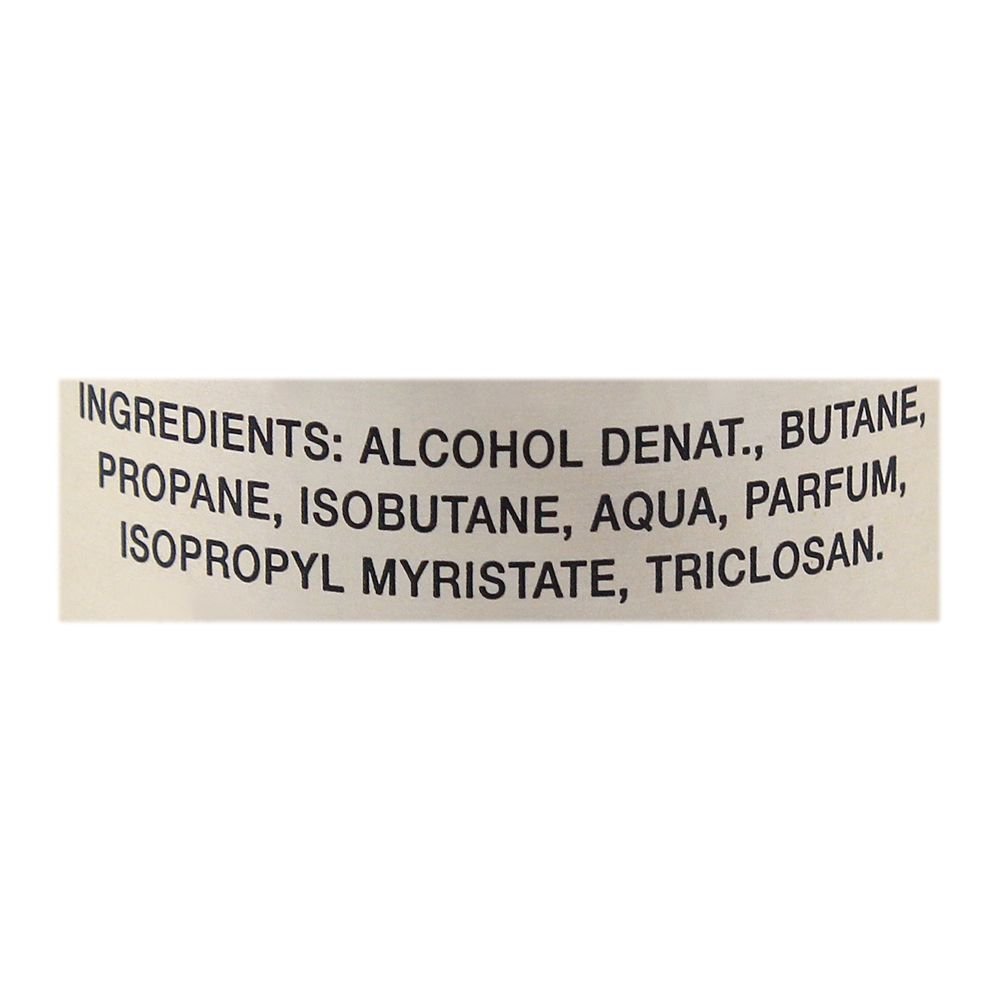 INGREDIENTS: ALCOHOL DENAT., BUTANE,
PROPANE, ISOBUTANE, AQUA, PARFUM,
ISOPROPYL MYRISTATE, TRICLOSAN.